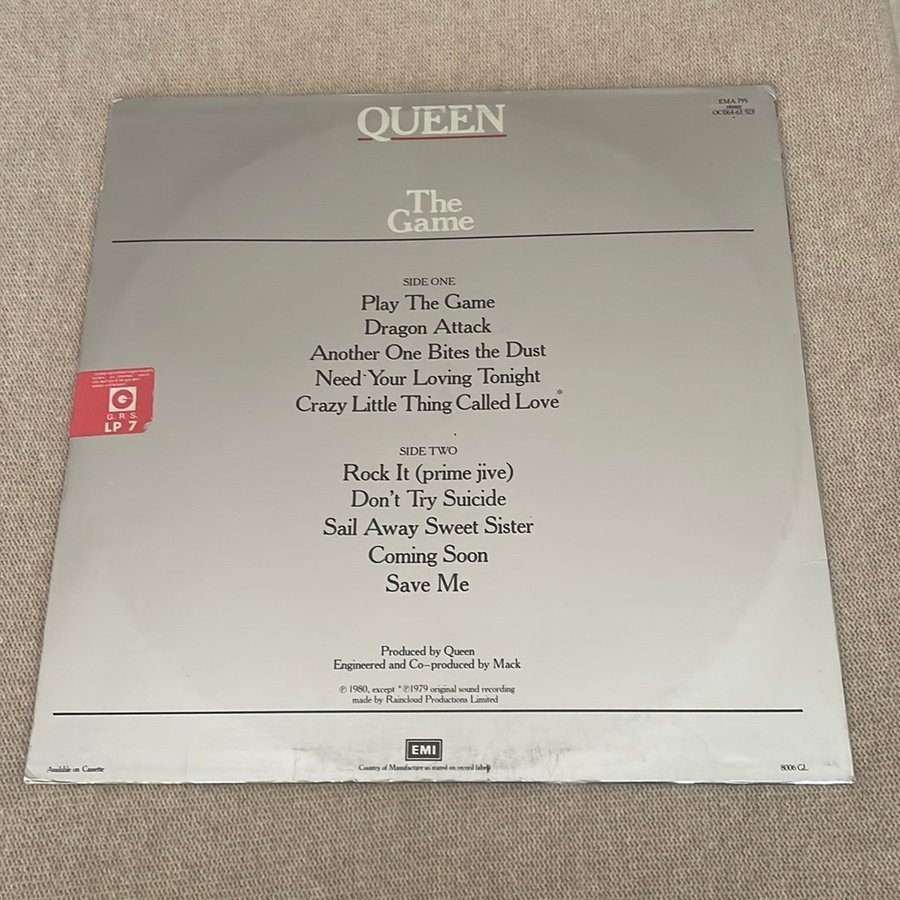 QUEEN
EMA 795
OC064-63 923
The
Game
SIDE ONE
Play The Game
Dragon Attack
Another One Bites the Dust
Need Your Loving Tonight
Crazy Little Thing Called Love*
G. R. S.
LP 7
SIDE TWO
Rock It (prime jive)
Don't Try Suicide
Sail Away Sweet Sister
Coming Soon
Save Me
Produced by Queen
Engineered and Co-produced by Mack
℗ 1980, except *℗1979 original sound recording
made by Raincloud Productions Limited
EMI
Available on Cassette
Country of Manufacture as stated on record label
8006 GL